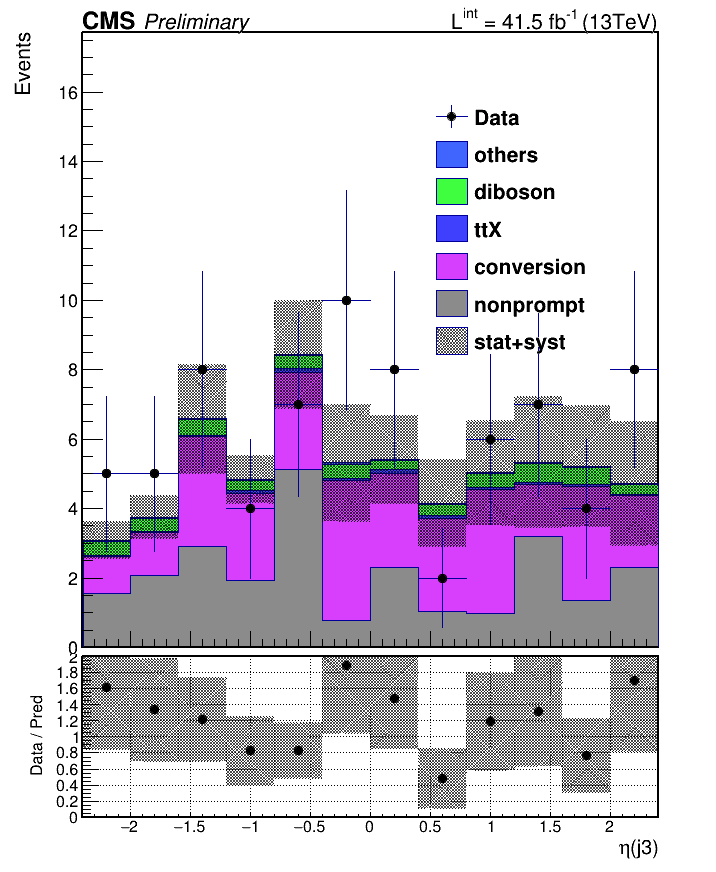 CMS Preliminary L^int = 41.5 fb^-1 (13TeV)
Events
16
14
12
10
8
6
4
2
0
Data
others
diboson
ttX
conversion
nonprompt
stat+syst
Data / Pred
2
1.8
1.6
1.4
1.2
1
0.8
0.6
0.4
0.2
0
−2 −1.5 −1 −0.5 0 0.5 1 1.5 2
η(j3)